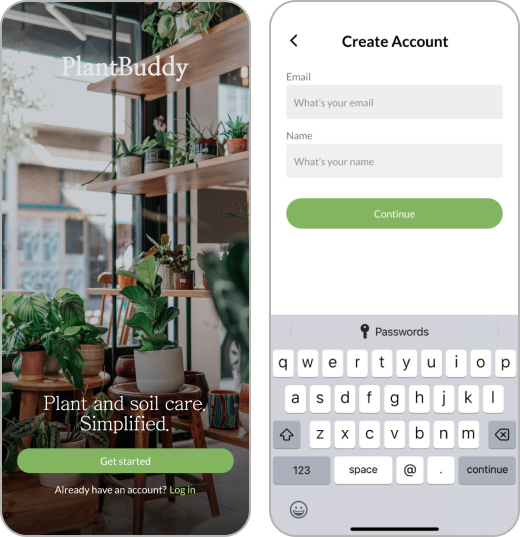 PlantBuddy
Plant and soil care.
Simplified.
Get started
Already have an account? Log in
Create Account
Email
What's your email
Name
What's your name
Continue
Passwords
q w e r t y u i o p
a s d f g h j k l
z x c v b n m
123 space @ . continue